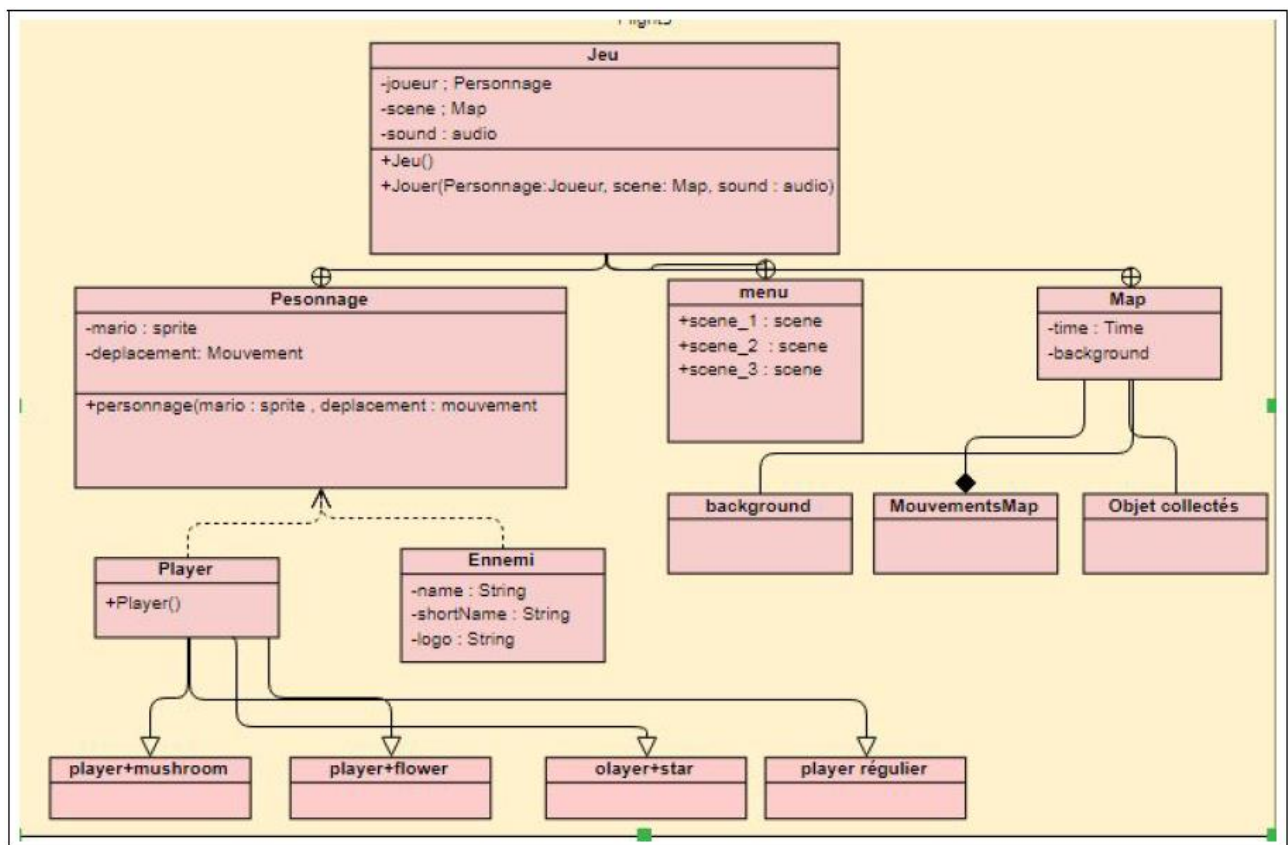 Jeu
-joueur ; Personnage
-scene ; Map
-sound : audio
+Jeu()
+Jouer(Personnage:Joueur, scene: Map, sound : audio)
Pesonnage
-mario : sprite
-deplacement: Mouvement
+personnage(mario : sprite , deplacement : mouvement
menu
+scene_1 : scene
+scene_2 : scene
+scene_3 : scene
Map
-time : Time
-background
background
MouvementsMap
Objet collectés
Player
+Player()
Ennemi
-name : String
-shortName : String
-logo : String
player+mushroom
player+flower
olayer+star
player régulier